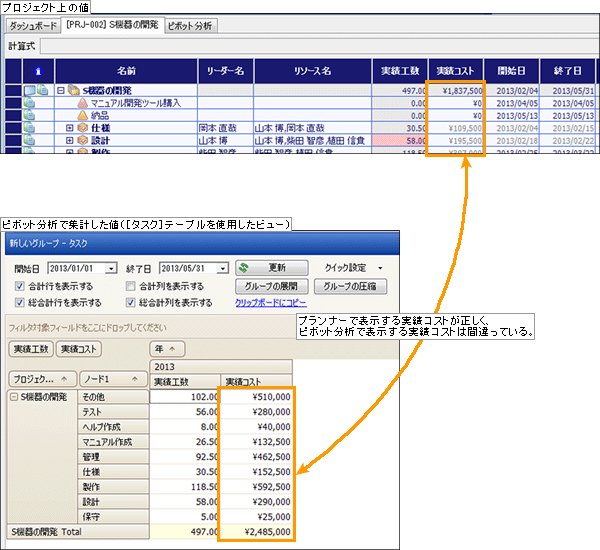 プロジェクト上の値
ダッシュボード [PRJ-002] S機器の開発 ピボット分析
計算式
名前 リーダー名 リソース名 実績工数 実績コスト 開始日 終了日
S機器の開発 497.00 ¥1,837,500 2013/02/04 2013/05/31
マニュアル開発ツール購入 0.00 ¥0 2013/04/05 2013/04/05
納品 0.00 ¥0 2013/05/13 2013/05/13
仕様 岡本 直哉 山本 博,岡本 直哉 30.50 ¥109,500 2013/02/04 2013/02/15
設計 山本 博 山本 博,柴田 智彦,植田 信貴 58.00 ¥195,500 2013/02/18 2013/02/22
製作 柴田 智彦 柴田 智彦,植田 信貴 118.50 2013/02/25 2013/03/22
ピボット分析で集計した値([タスク]テーブルを使用したビュー)
新しいグループ - タスク
開始日 2013/01/01 終了日 2013/05/31 更新 クイック設定
合計行を表示する 合計列を表示する グループの展開 グループの圧縮
総合計行を表示する 総合計列を表示する クリップボードにコピー
フィルタ対象フィールドをここにドロップしてください
プランナーで表示する実績コストが正しく、
ピボット分析で表示する実績コストは間違っている。
実績工数 実績コスト 年
2013
プロジェク... ノード1 実績工数 実績コスト
S機器の開発 その他 102.00 ¥510,000
テスト 56.00 ¥280,000
ヘルプ作成 8.00 ¥40,000
マニュアル作成 26.50 ¥132,500
管理 92.50 ¥462,500
仕様 30.50 ¥152,500
製作 118.50 ¥592,500
設計 58.00 ¥290,000
保守 5.00 ¥25,000
S機器の開発 Total 497.00 ¥2,485,000